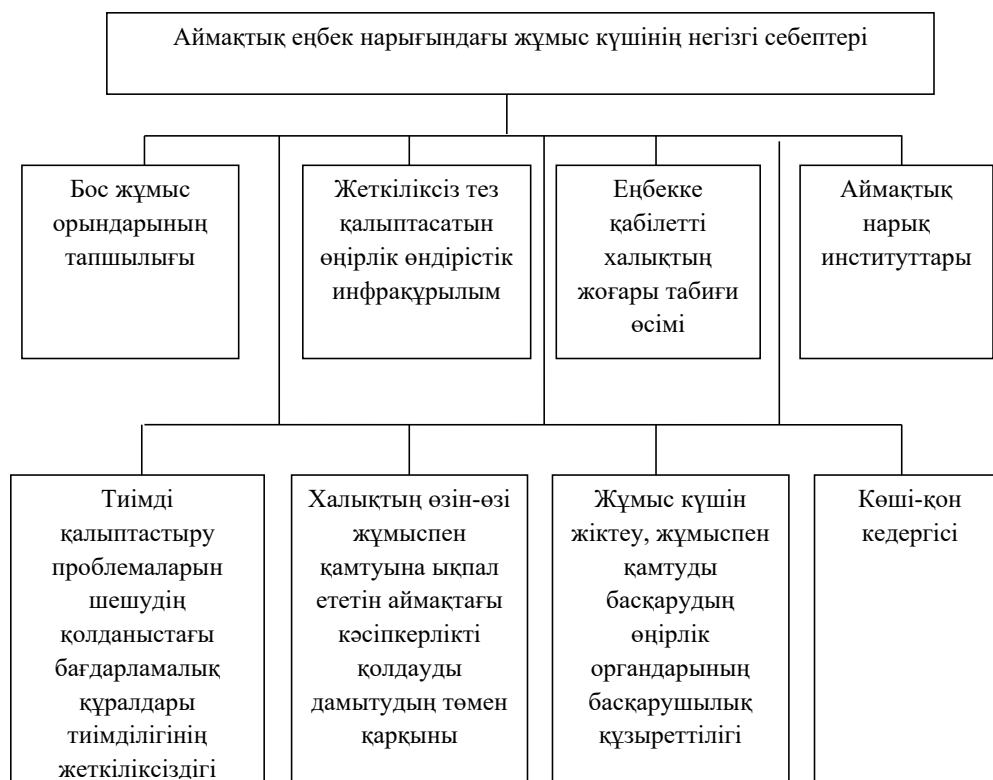 Аймақтық еңбек нарығындағы жұмыс күшінің негізгі себептері
Бос жұмыс
орындарының
тапшылығы
Жеткіліксіз тез
қалыптасатын
өңірлік өндірістік
инфрақұрылым
Еңбекке
қабілетті
халықтың
жоғары табиғи
өсімі
Аймақтық
нарық
институттары
Тиімді
қалыптастыру
проблемаларын
шешудің
қолданыстағы
бағдарламалық
құралдары
тиімділігінің
жеткіліксіздігі
Халықтың өзін-өзі
жұмыспен
қамтуына ықпал
ететін аймақтағы
кәсіпкерлікті
қолдауды
дамытудың төмен
қарқыны
Жұмыс күшін
жіктеу, жұмыспен
қамтуды
басқарудың
өңірлік
органдарының
басқарушылық
құзыреттілігі
Көші-қон
кедергісі